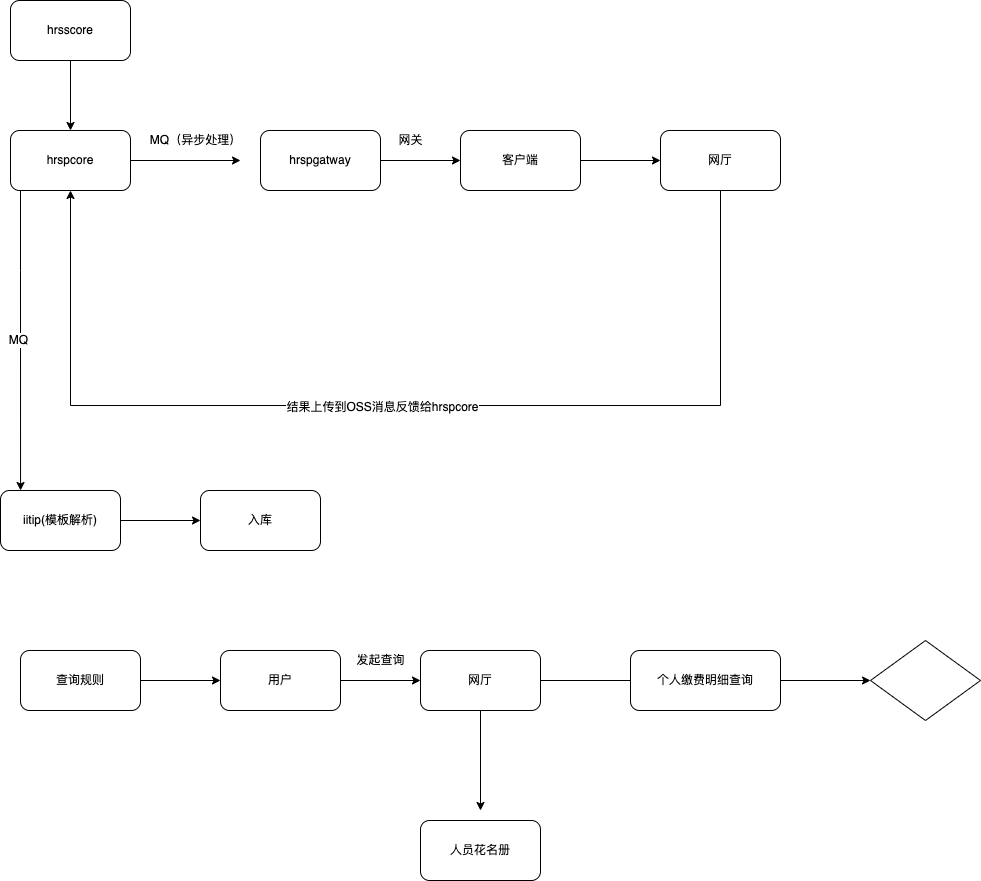 hrsscore
MQ（异步处理）
网关
hrspcore
hrspgatway
客户端
网厅
MQ
结果上传到OSS消息反馈给hrspcore
iitip(模板解析)
入库
发起查询
查询规则
用户
网厅
个人缴费明细查询
人员花名册